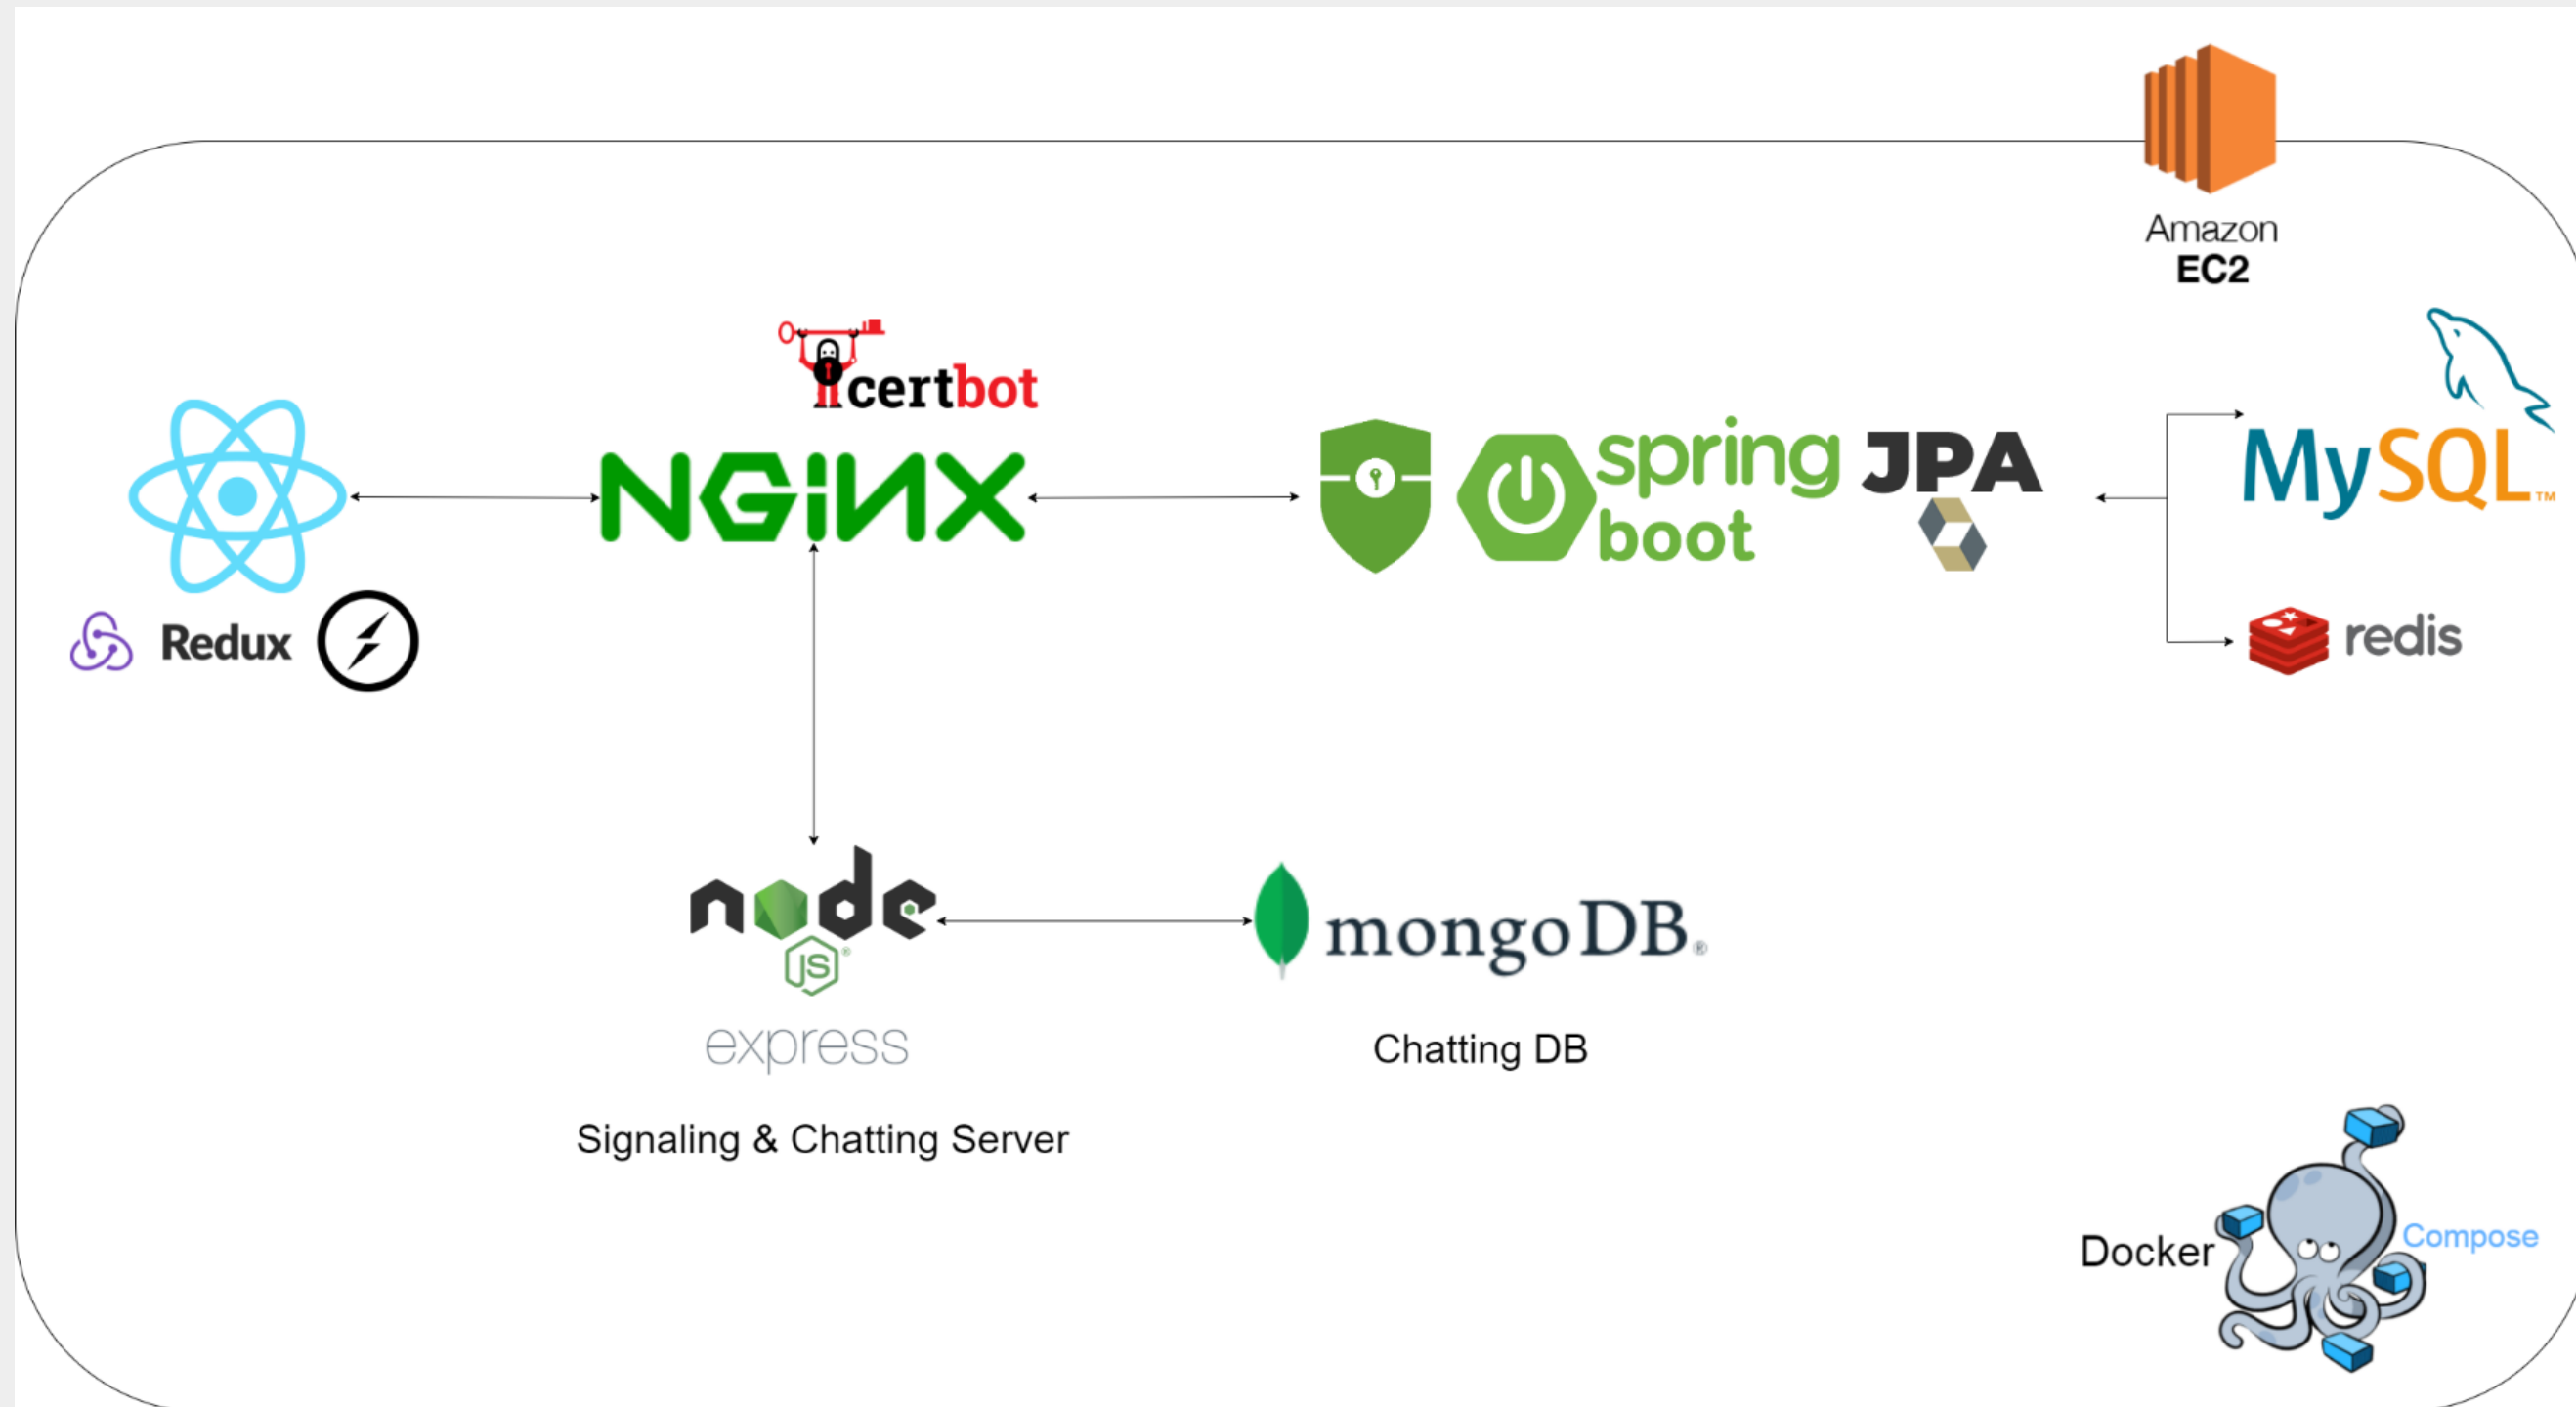 Amazon
EC2
certbot
NGiNX
spring
boot
JPA
MySQL™
Redux
redis
node
JS®
express
Signaling & Chatting Server
mongoDB®
Chatting DB
Docker
Compose